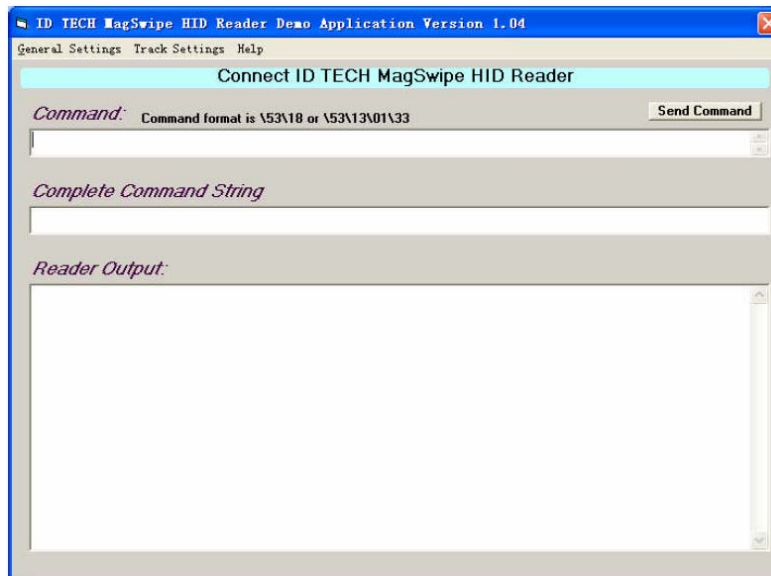 ID TECH MagSwipe HID Reader Demo Application Version 1.04
General Settings Track Settings Help
Connect ID TECH MagSwipe HID Reader
Command: Command format is \53\18 or \53\13\01\33 Send Command
Complete Command String
Reader Output: